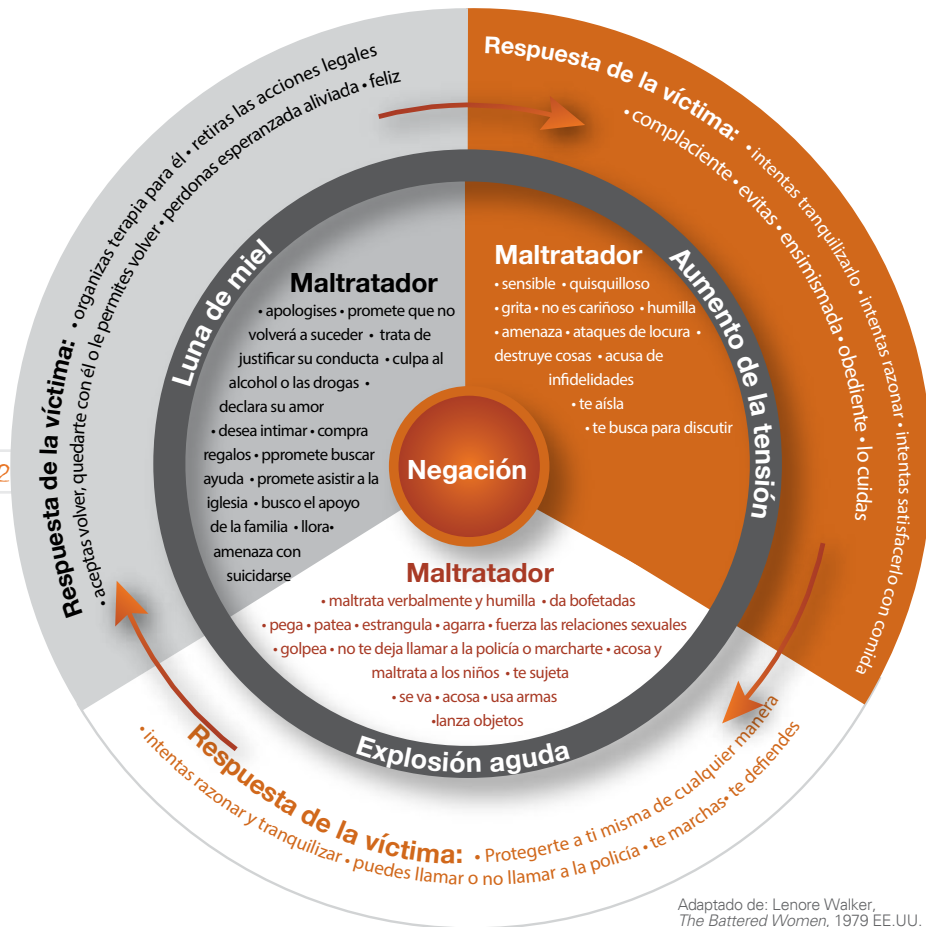 Respuesta de la víctima: • organizas terapia para él • retiras las acciones legales
• aceptas volver, quedarte con él o le permites volver • perdonas esperanzada aliviada • feliz
Respuesta de la víctima: • intentas tranquilizarlo • intentas razonar • intentas satisfacerlo con comida
• complaciente • evitas • ensimismada • obediente • lo cuidas
Luna de miel
Maltratador
• apologises • promete que no
volverá a suceder • trata de
justificar su conducta • culpa al
alcohol o las drogas •
declara su amor
• desea intimar • compra
regalos • ppromete buscar
ayuda • promete asistir a la
iglesia • busco el apoyo
de la familia • llora•
amenaza con
suicidarse
Aumento de la tensión
Maltratador
• sensible • quisquilloso
• grita • no es cariñoso • humilla
• amenaza • ataques de locura •
destruye cosas • acusa de
infidelidades
• te aísla
• te busca para discutir
Negación
2
Maltratador
• maltrata verbalmente y humilla • da bofetadas
• pega • patea • estrangula • agarra • fuerza las relaciones sexuales
• golpea • no te deja llamar a la policía o marcharte • acosa y
maltrata a los niños • te sujeta
• se va • acosa • usa armas
•lanza objetos
Explosión aguda
Respuesta de la víctima: • Protegerte a ti misma de cualquier manera
• intentas razonar y tranquilizar • puedes llamar o no llamar a la policía • te marchas• te defiendes
Adaptado de: Lenore Walker,
The Battered Women, 1979 EE.UU.